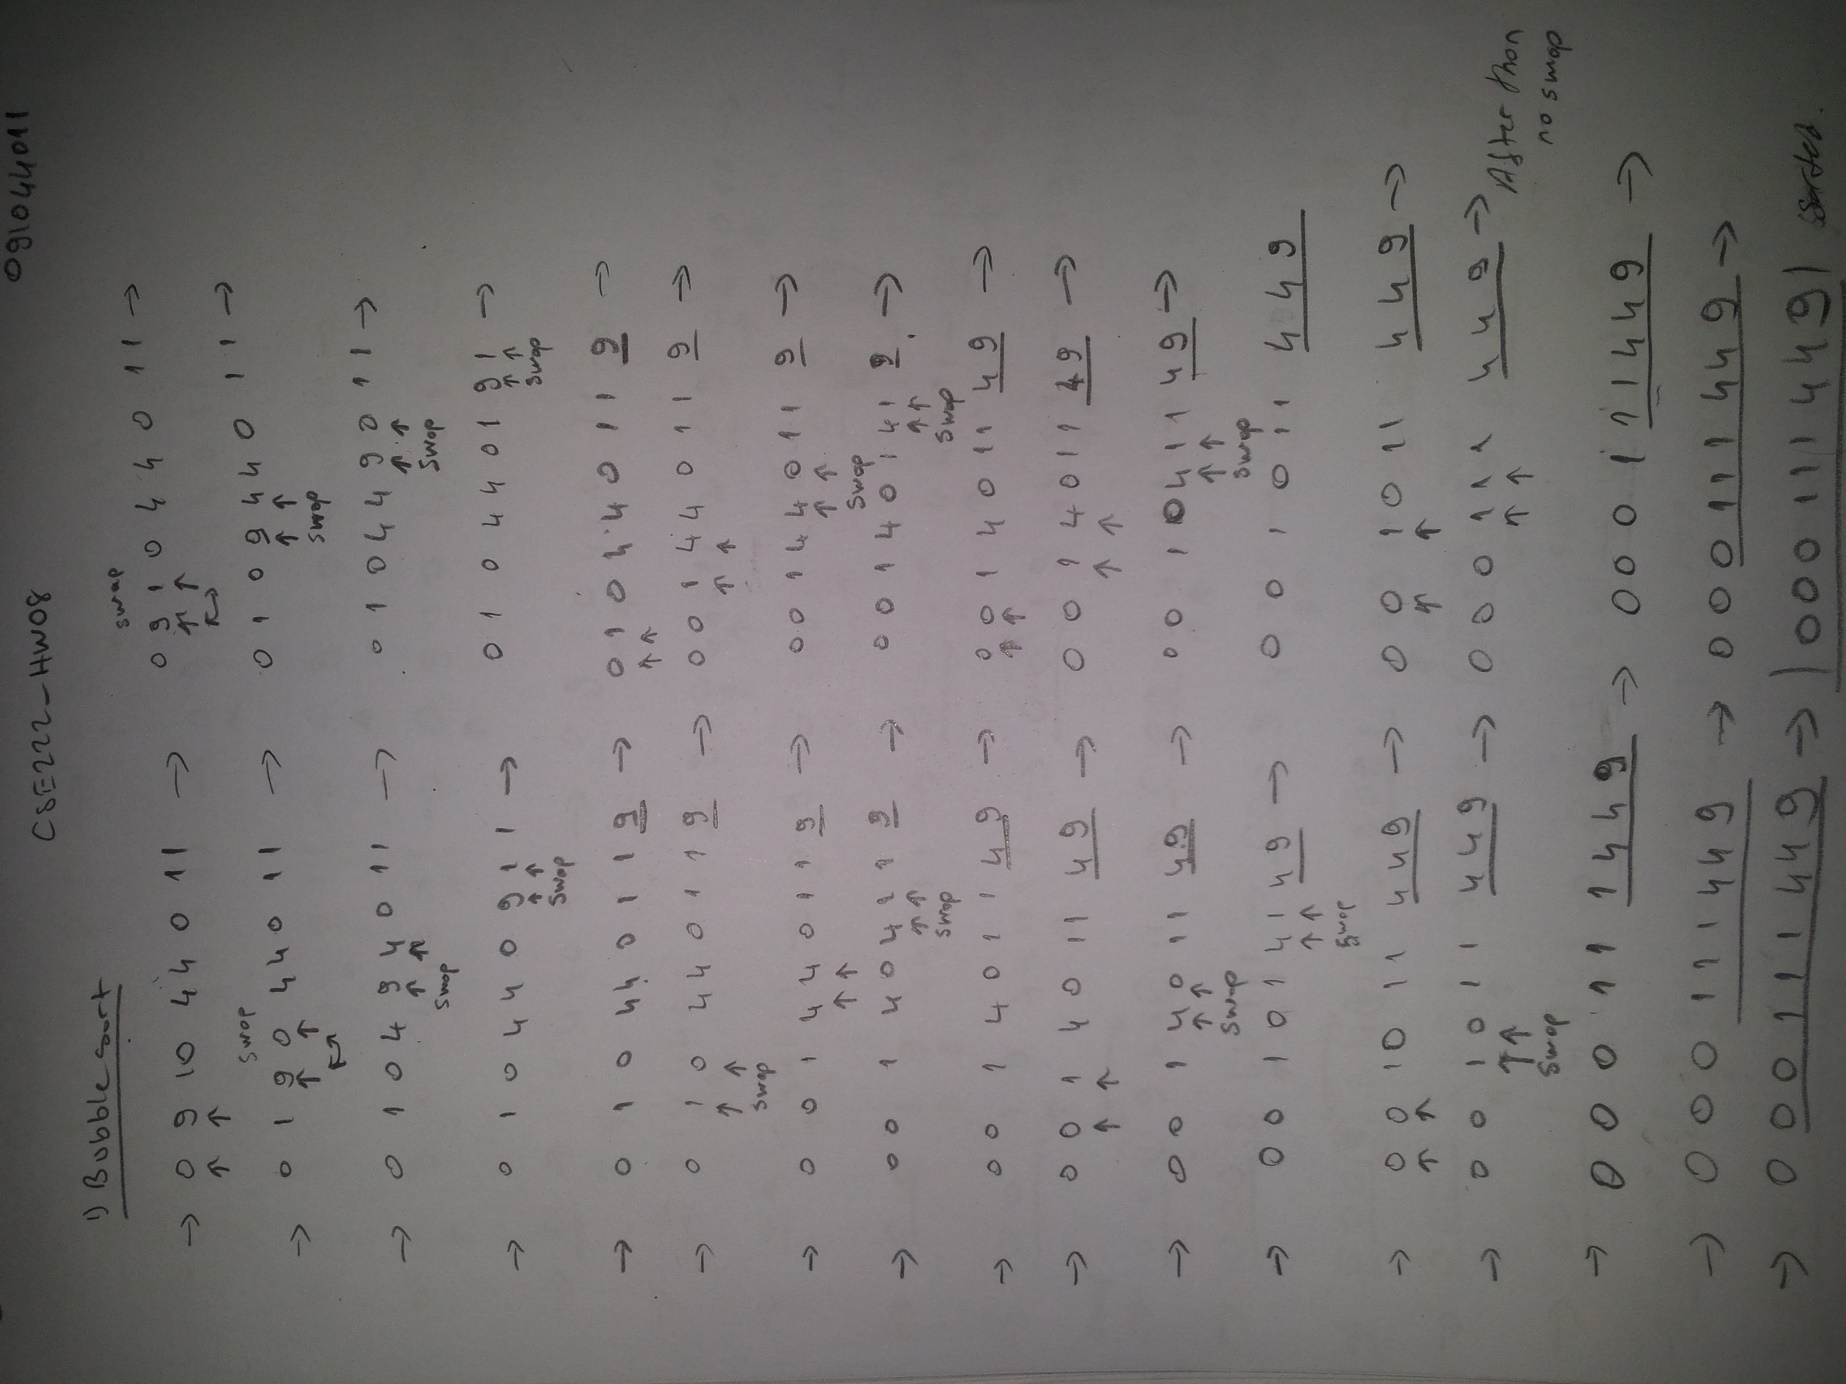 CSE222_HW08 091044011
1) Bubble sort
swap
→ 0 9 1 0 4 4 0 1 1 → 0 9 1 0 4 4 0 1 1 →
↑ ↑ ↑ ↑
swap
→ 0 1 9 0 4 4 0 1 1 → 0 1 0 9 4 4 0 1 1 →
↑ ↑ ↑ ↑
swap
→ 0 1 0 4 9 4 0 1 1 → 0 1 0 4 4 9 0 1 1 →
↑ ↑ ↑ ↑
swap swap
→ 0 1 0 4 4 0 9 1 1 → 0 1 0 4 4 0 1 9 1 →
↑ ↑ ↑ ↑
swap swap
→ 0 1 0 4 4 0 1 1 9 → 0 1 0 4 4 0 1 1 9 →
↑ ↑
→ 0 1 0 4 4 0 1 1 9 → 0 0 1 4 4 0 1 1 9 →
↑ ↑ ↑ ↑
swap
→ 0 0 1 4 4 0 1 1 9 → 0 0 1 4 4 0 1 1 9 →
↑ ↑ ↑ ↑
swap
→ 0 0 1 4 0 4 1 1 9 → 0 0 1 4 0 1 4 1 9 →
↑ ↑ ↑ ↑
swap swap
→ 0 0 1 4 0 1 1 4 9 → 0 0 1 4 0 1 1 4 9 →
↑ ↑
→ 0 0 1 4 0 1 1 4 9 → 0 0 1 4 0 1 1 4 9 →
↑ ↑ ↑ ↑
→ 0 0 1 4 0 1 1 4 9 → 0 0 1 0 4 1 1 4 9 →
↑ ↑ ↑ ↑
swap swap
→ 0 0 1 0 1 4 1 4 9 → 0 0 1 0 1 1 4 4 9
↑ ↑
swap
→ 0 0 1 0 1 1 4 4 9 → 0 0 1 0 1 1 4 4 9 →
↑ ↑ ↑ ↑
→ 0 0 1 0 1 1 4 4 9 → 0 0 0 1 1 1 4 4 9 → After than
↑ ↑ ↑ ↑ no swap
swap
→ 0 0 0 1 1 1 4 4 9 → 0 0 0 1 1 1 4 4 9 →
→ 0 0 0 1 1 1 4 4 9 → 0 0 0 1 1 1 4 4 9 →
→ 0 0 0 1 1 1 4 4 9 → | 0 0 0 1 1 1 4 4 9 | sorted.